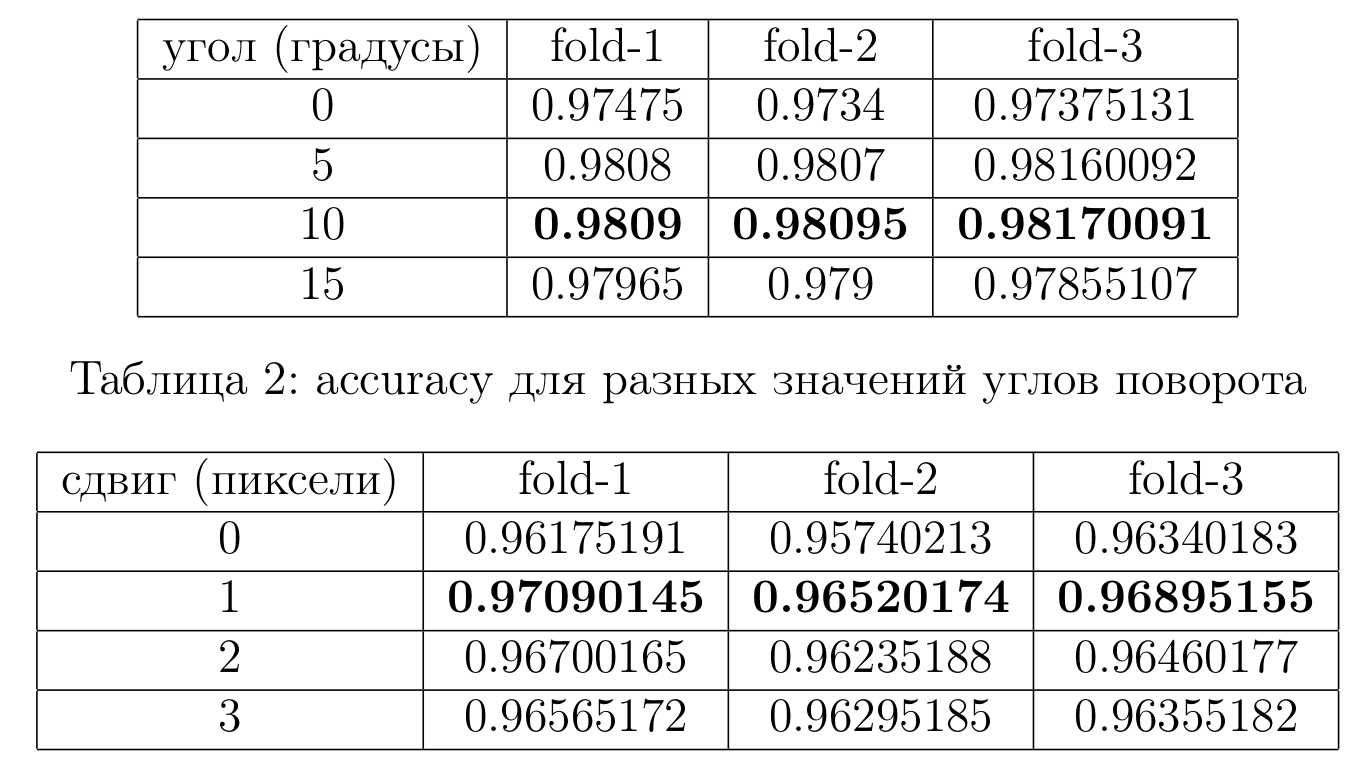 угол (градусы) fold-1 fold-2 fold-3
0 0.97475 0.9734 0.97375131
5 0.9808 0.9807 0.98160092
10 0.9809 0.98095 0.98170091
15 0.97965 0.979 0.97855107
Таблица 2: accuracy для разных значений углов поворота
сдвиг (пиксели) fold-1 fold-2 fold-3
0 0.96175191 0.95740213 0.96340183
1 0.97090145 0.96520174 0.96895155
2 0.96700165 0.96235188 0.96460177
3 0.96565172 0.96295185 0.96355182